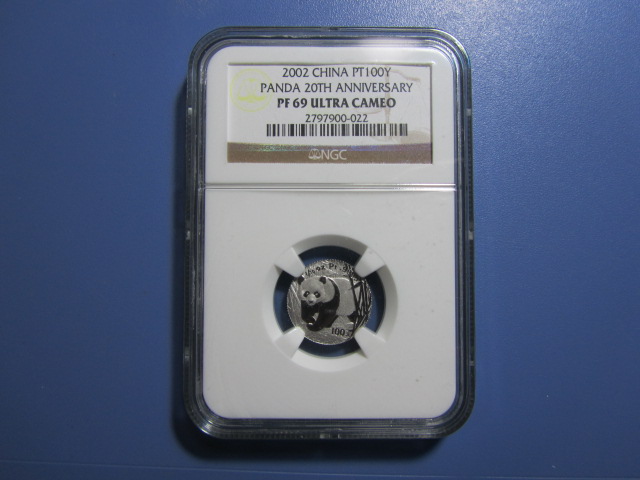 2002 CHINA PT100Y
PANDA 20TH ANNIVERSARY
PF 69 ULTRA CAMEO
2797900-022
NGC
100